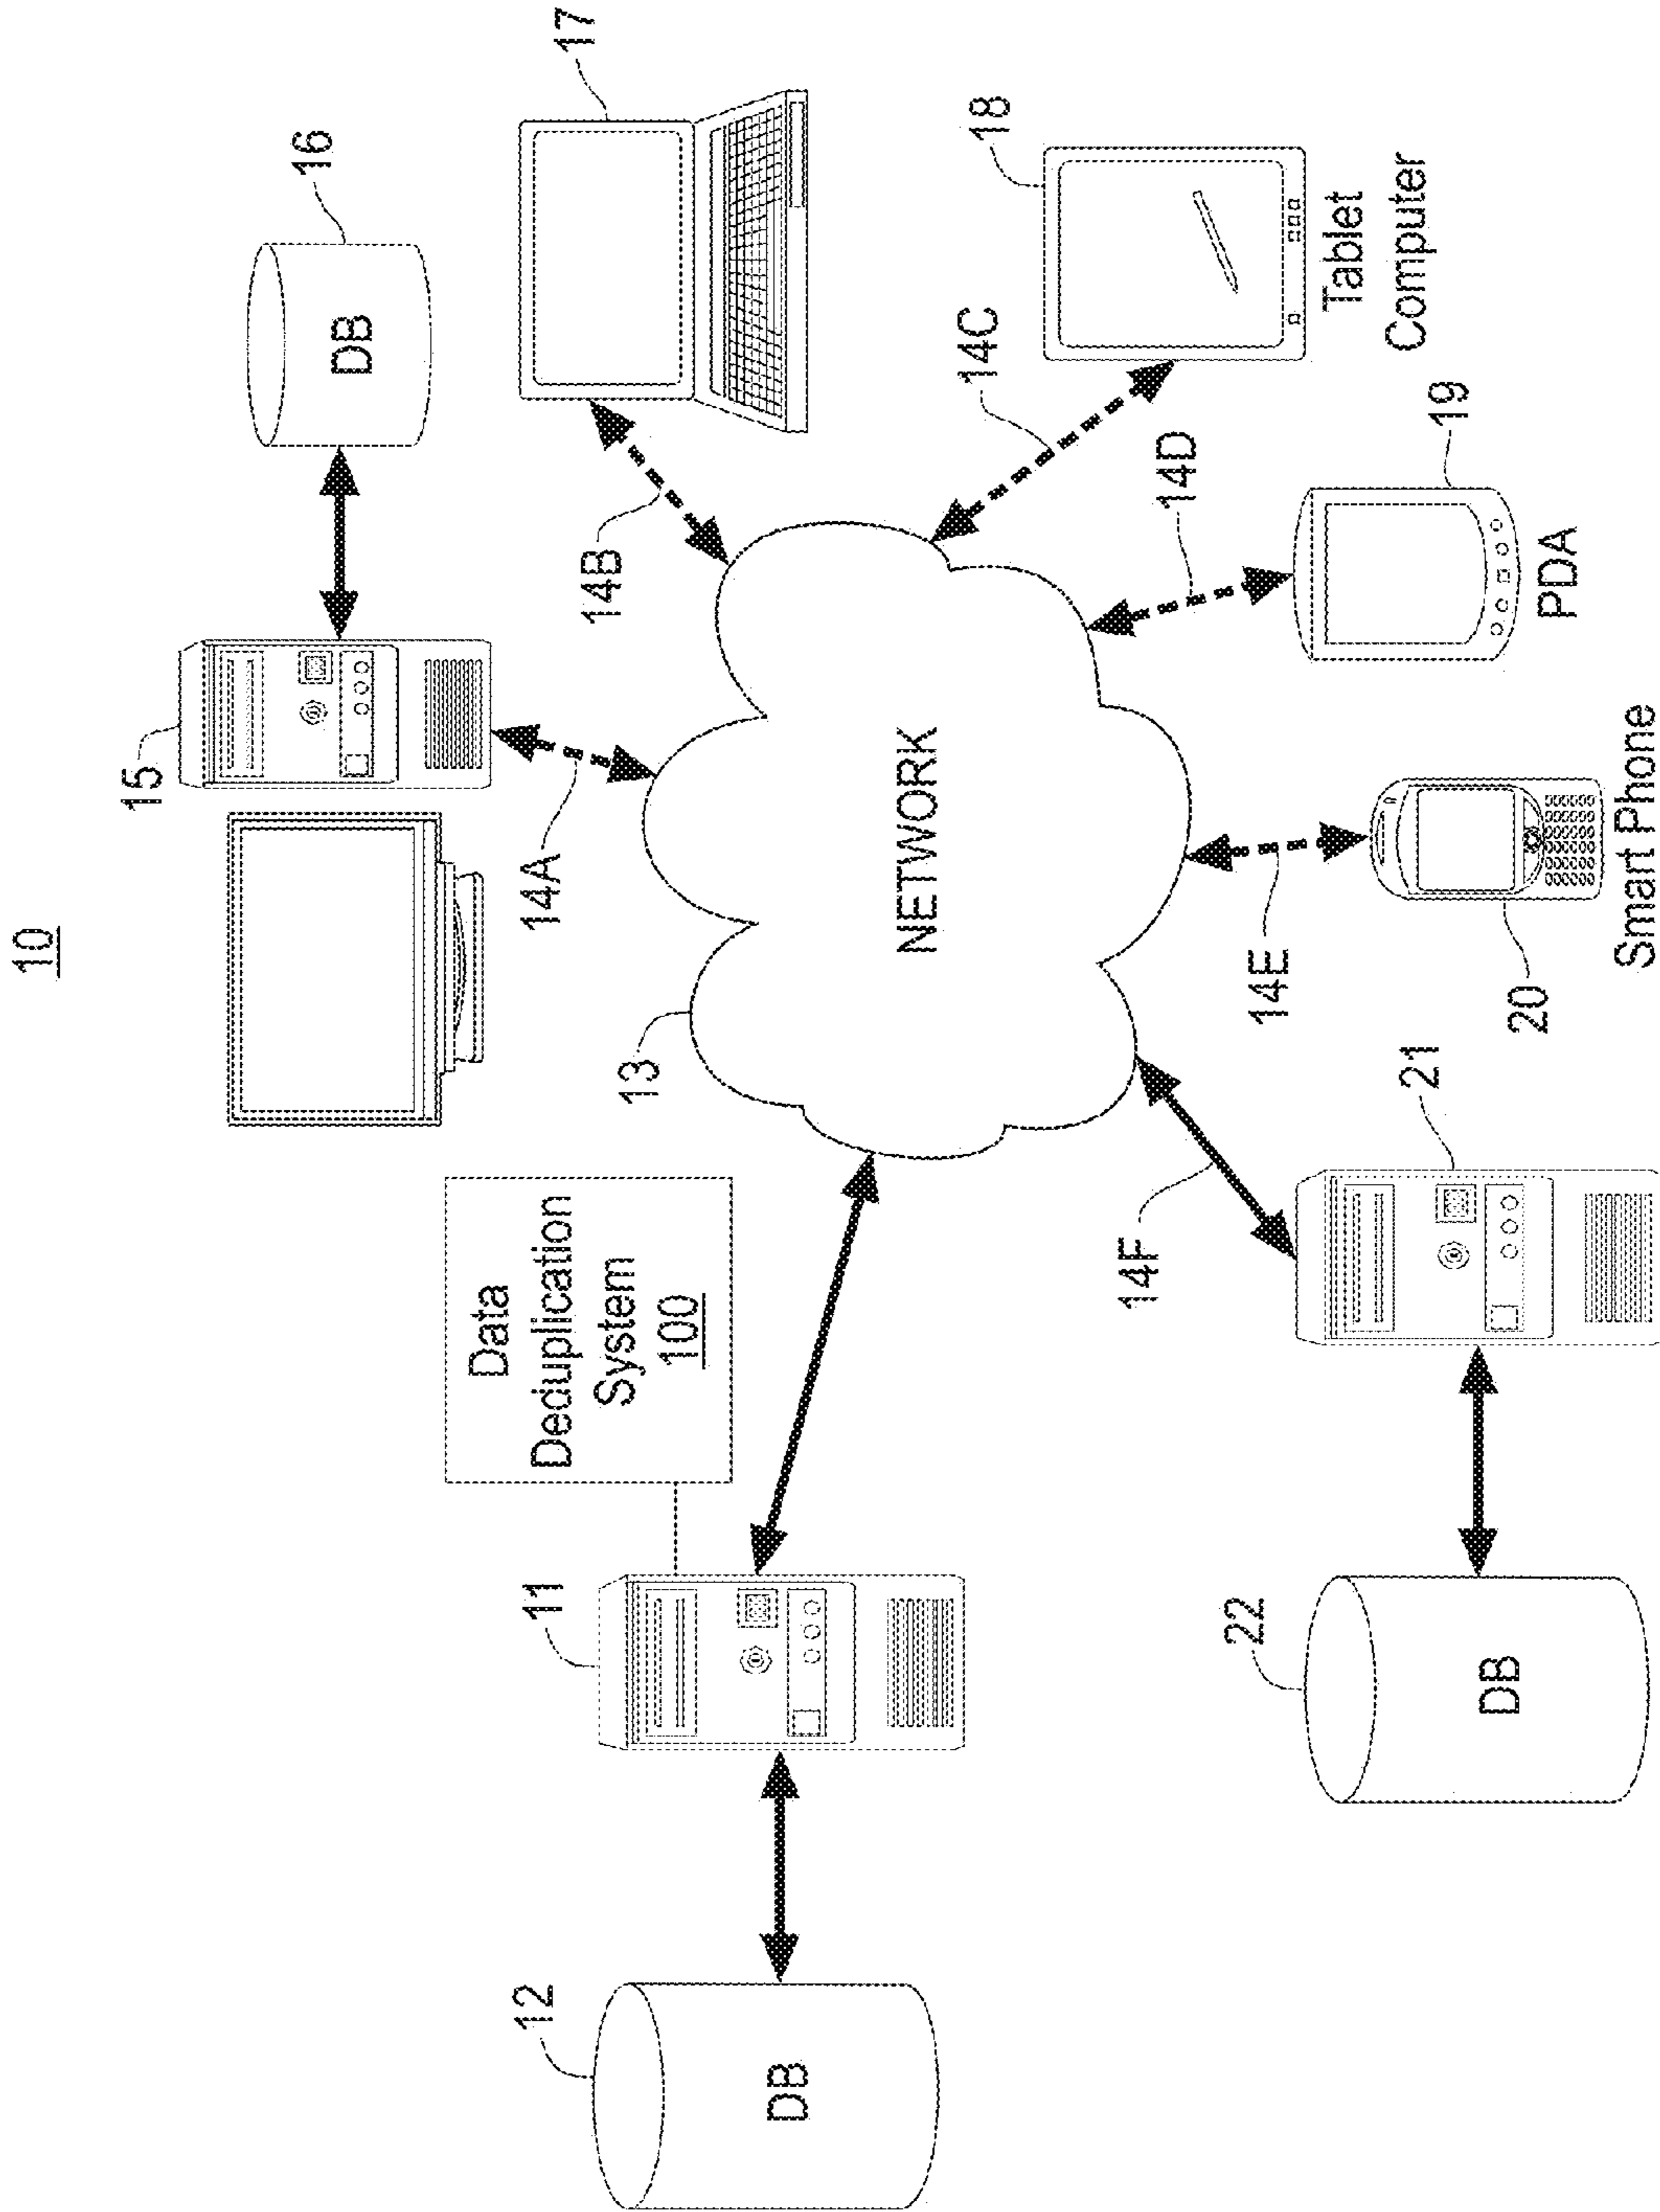 10
12
DB
11
Data
Deduplication
System
100
13
NETWORK
15
14A
16
DB
14B
17
14C
18
Tablet
Computer
14D
19
PDA
14E
20
Smart Phone
14F
21
22
DB